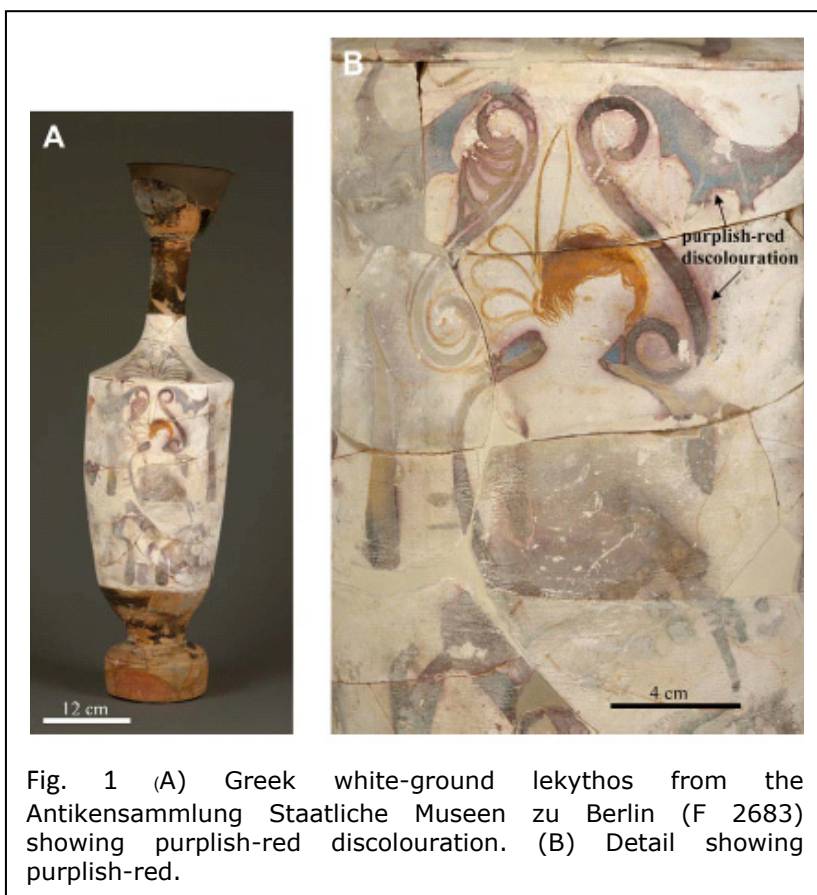 A
B
purplish-red
discolouration
12 cm
4 cm
Fig. 1 (A) Greek white-ground lekythos from the
Antikensammlung Staatliche Museen zu Berlin (F 2683)
showing purplish-red discolouration. (B) Detail showing
purplish-red.